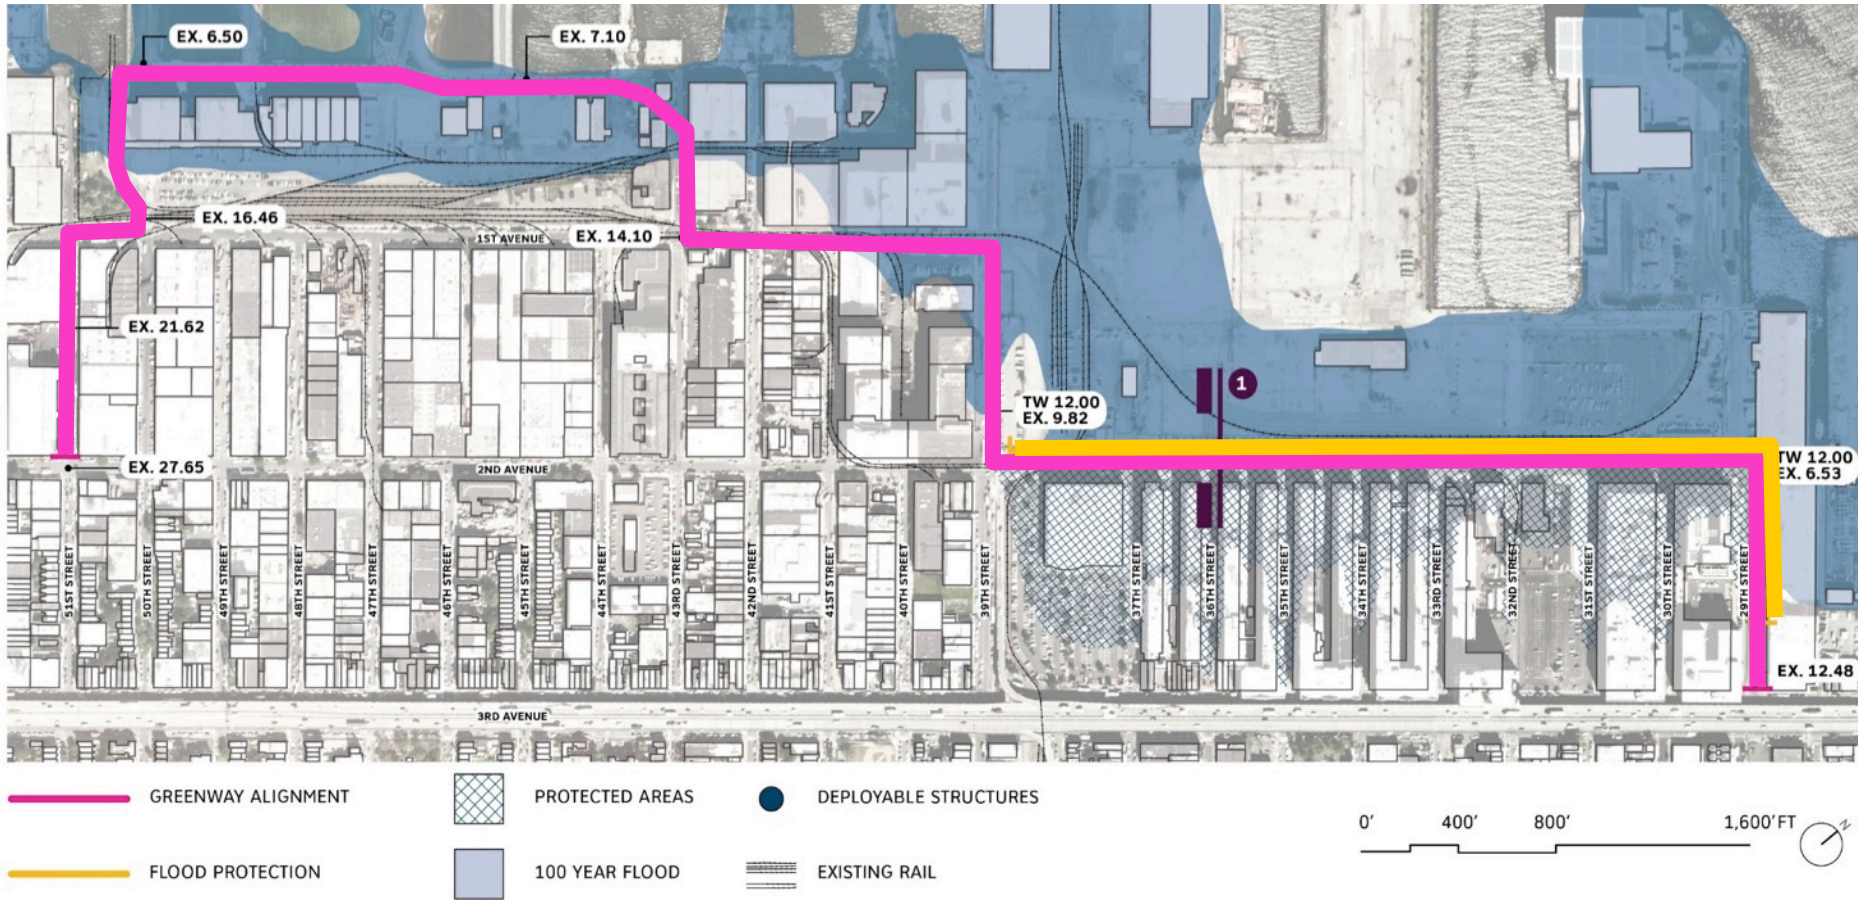 EX. 6.50
EX. 7.10
EX. 16.46
1ST AVENUE
EX. 14.10
EX. 21.62
1
TW 12.00
EX. 9.82
EX. 27.65
2ND AVENUE
TW 12.00
EX. 6.53
51ST STREET
50TH STREET
49TH STREET
48TH STREET
47TH STREET
46TH STREET
45TH STREET
44TH STREET
43RD STREET
42ND STREET
41ST STREET
40TH STREET
39TH STREET
37TH STREET
36TH STREET
35TH STREET
34TH STREET
33RD STREET
32ND STREET
31ST STREET
30TH STREET
29TH STREET
EX. 12.48
3RD AVENUE
GREENWAY ALIGNMENT
PROTECTED AREAS
DEPLOYABLE STRUCTURES
0' 400' 800' 1,600'FT
N
FLOOD PROTECTION
100 YEAR FLOOD
EXISTING RAIL